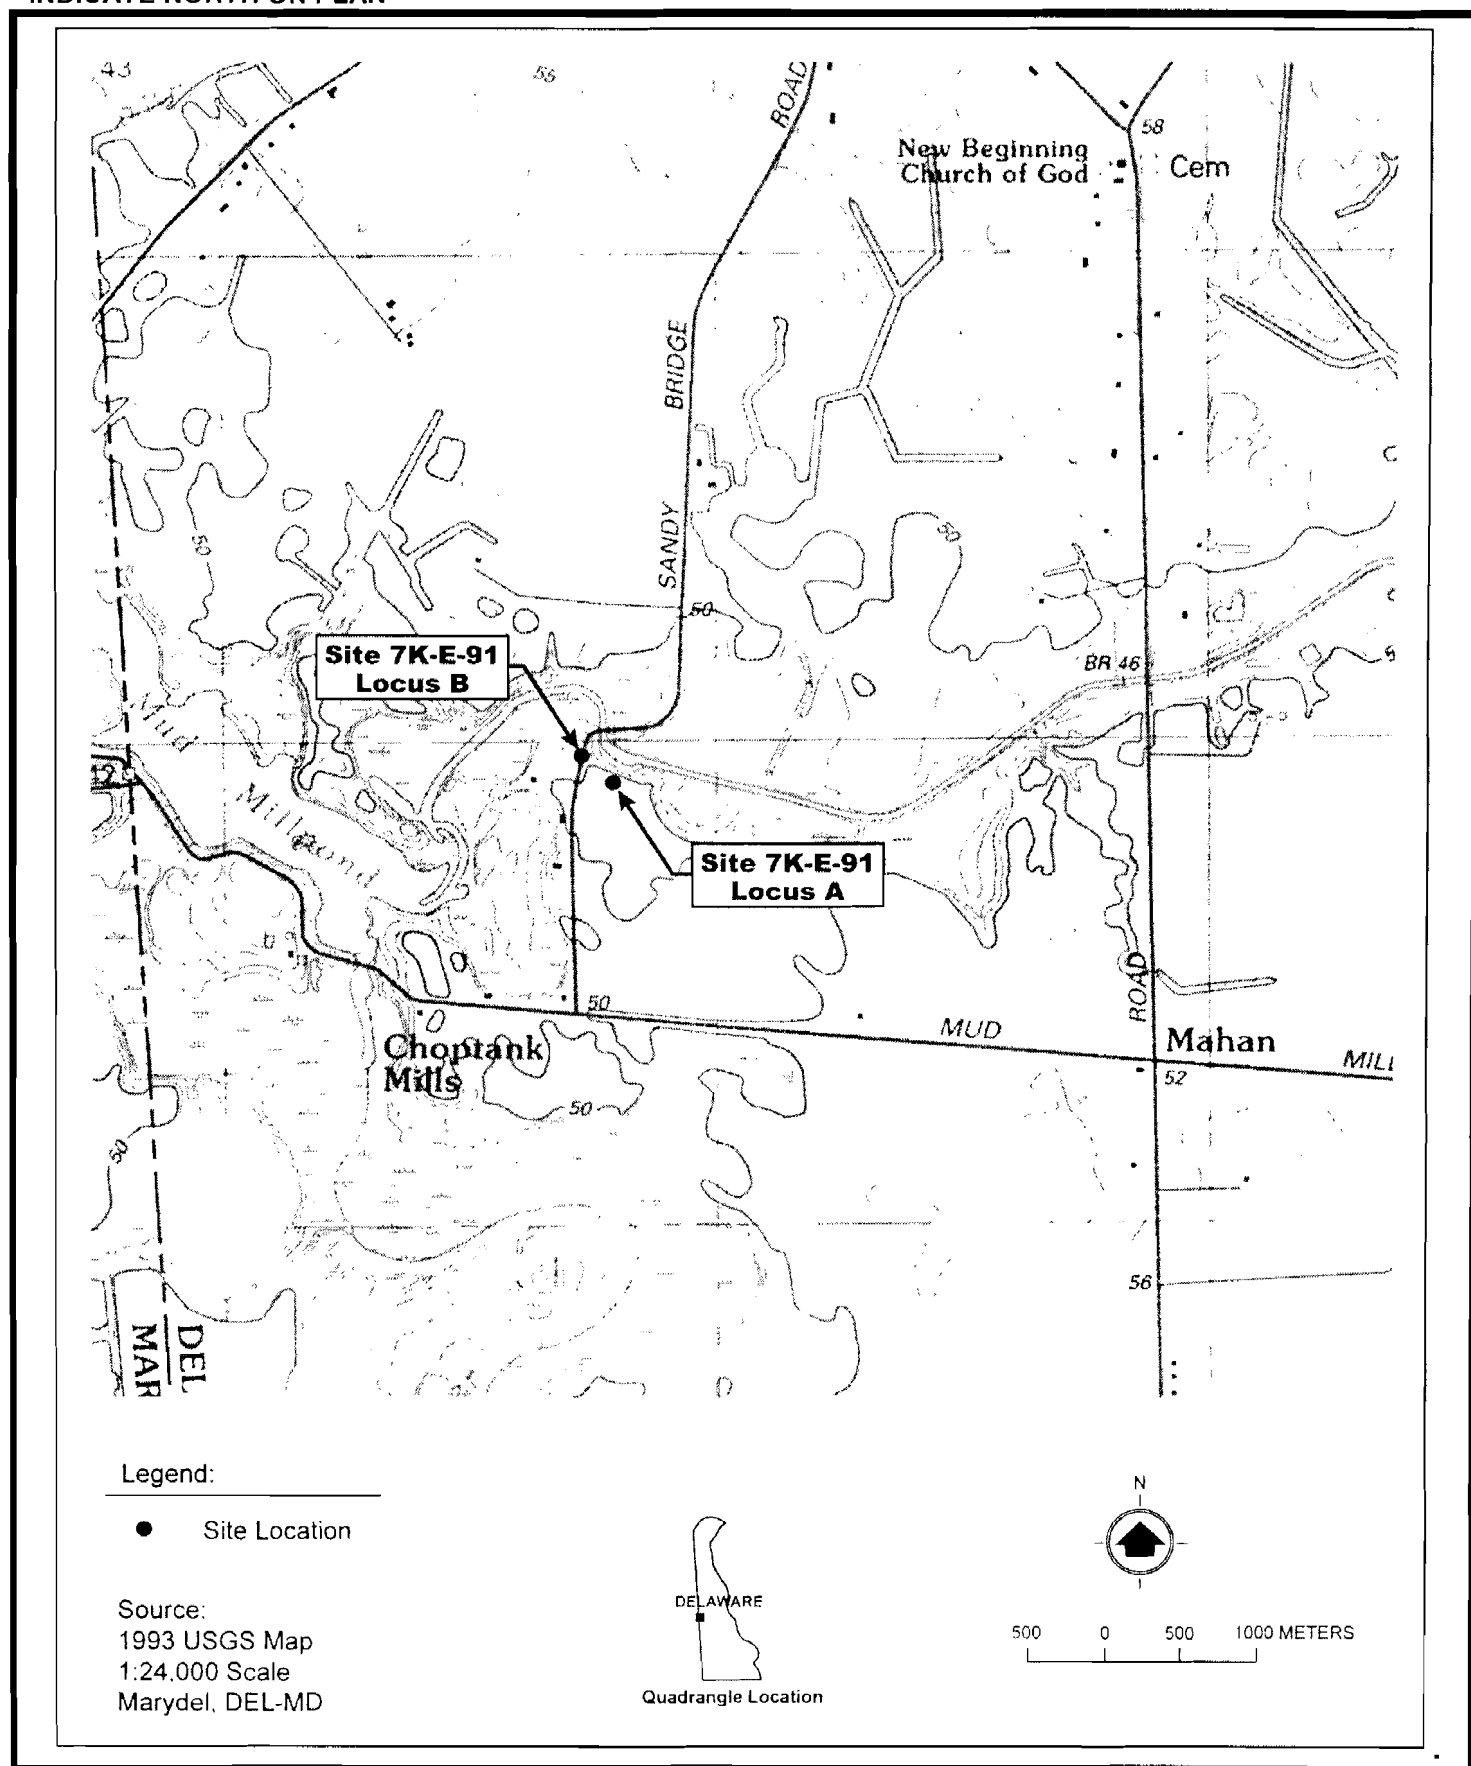 INDICATE NORTH ON PLAN
43
55
ROAD
58
New Beginning
Church of God
Cem
BRIDGE
SANDY
50
50
50
Site 7K-E-91
Locus B
BR 46
Mud
Mill Pond
Site 7K-E-91
Locus A
ROAD
50
MUD
Mahan
MILL
Choptank
Mills
52
50
50
56
DEL
MAR
Legend:
Site Location
N
Source:
1993 USGS Map
1:24,000 Scale
Marydel, DEL-MD
DELAWARE
Quadrangle Location
500 0 500 1000 METERS